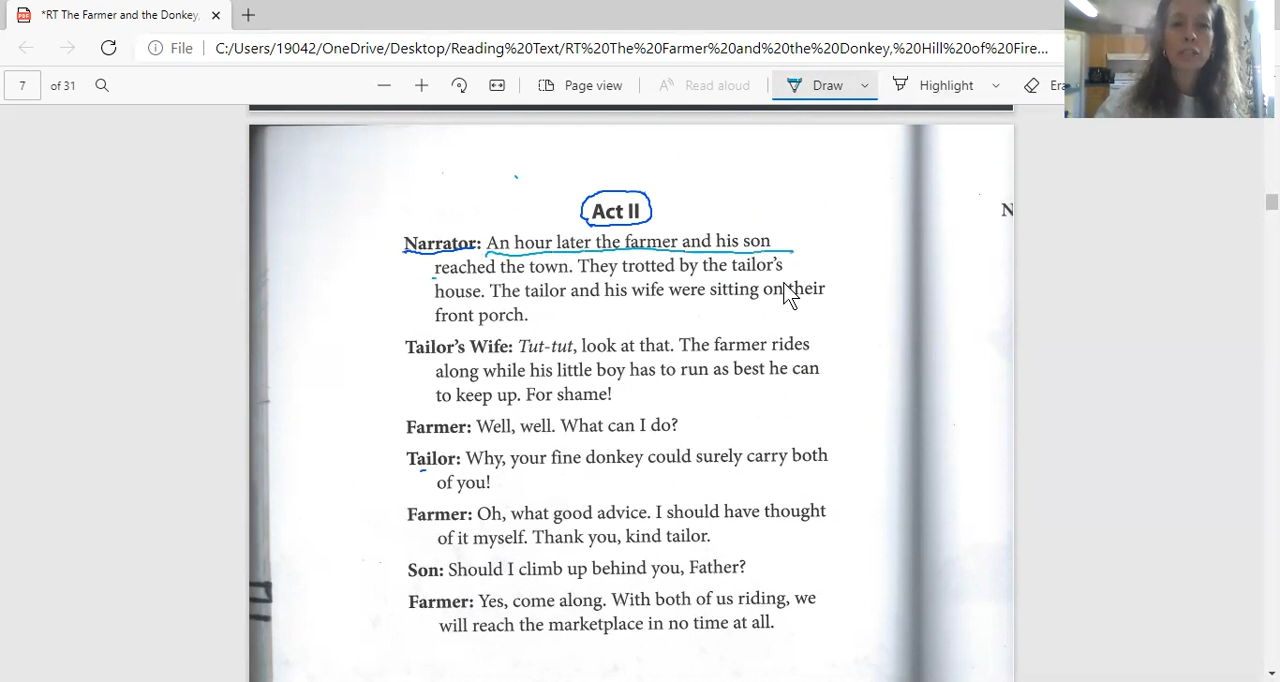 *RT The Farmer and the Donkey,
File C:/Users/19042/OneDrive/Desktop/Reading%20Text/RT%20The%20Farmer%20and%20the%20Donkey,%20Hill%20of%20Fire...
7 of 31 Page view Read aloud Draw Highlight Era
Act II
N
Narrator: An hour later the farmer and his son
reached the town. They trotted by the tailor's
house. The tailor and his wife were sitting on their
front porch.
Tailor's Wife: Tut-tut, look at that. The farmer rides
along while his little boy has to run as best he can
to keep up. For shame!
Farmer: Well, well. What can I do?
Tailor: Why, your fine donkey could surely carry both
of you!
Farmer: Oh, what good advice. I should have thought
of it myself. Thank you, kind tailor.
Son: Should I climb up behind you, Father?
Farmer: Yes, come along. With both of us riding, we
will reach the marketplace in no time at all.